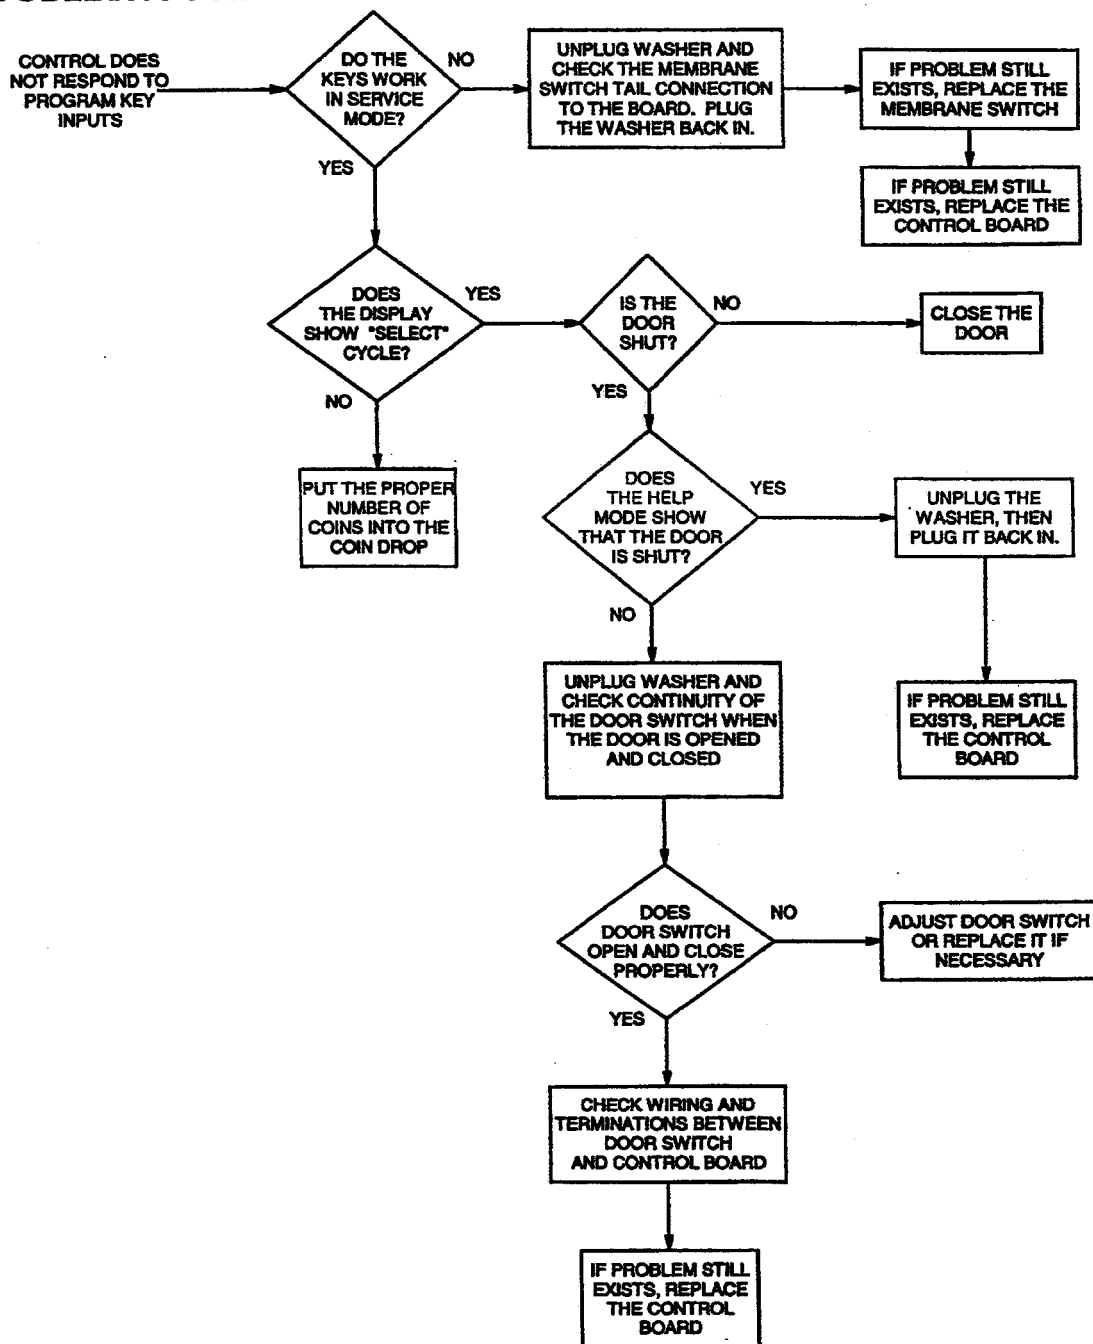 CONTROL DOES
NOT RESPOND TO
PROGRAM KEY
INPUTS
DO THE
KEYS WORK
IN SERVICE
MODE?
NO
UNPLUG WASHER AND
CHECK THE MEMBRANE
SWITCH TAIL CONNECTION
TO THE BOARD. PLUG
THE WASHER BACK IN.
IF PROBLEM STILL
EXISTS, REPLACE THE
MEMBRANE SWITCH
IF PROBLEM STILL
EXISTS, REPLACE THE
CONTROL BOARD
YES
DOES
THE DISPLAY
SHOW "SELECT"
CYCLE?
YES
IS THE
DOOR
SHUT?
NO
CLOSE THE
DOOR
NO
PUT THE PROPER
NUMBER OF
COINS INTO THE
COIN DROP
YES
DOES
THE HELP
MODE SHOW
THAT THE DOOR
IS SHUT?
YES
UNPLUG THE
WASHER, THEN
PLUG IT BACK IN.
IF PROBLEM STILL
EXISTS, REPLACE
THE CONTROL
BOARD
NO
UNPLUG WASHER AND
CHECK CONTINUITY OF
THE DOOR SWITCH WHEN
THE DOOR IS OPENED
AND CLOSED
DOES
DOOR SWITCH
OPEN AND CLOSE
PROPERLY?
NO
ADJUST DOOR SWITCH
OR REPLACE IT IF
NECESSARY
YES
CHECK WIRING AND
TERMINATIONS BETWEEN
DOOR SWITCH
AND CONTROL BOARD
IF PROBLEM STILL
EXISTS, REPLACE
THE CONTROL
BOARD